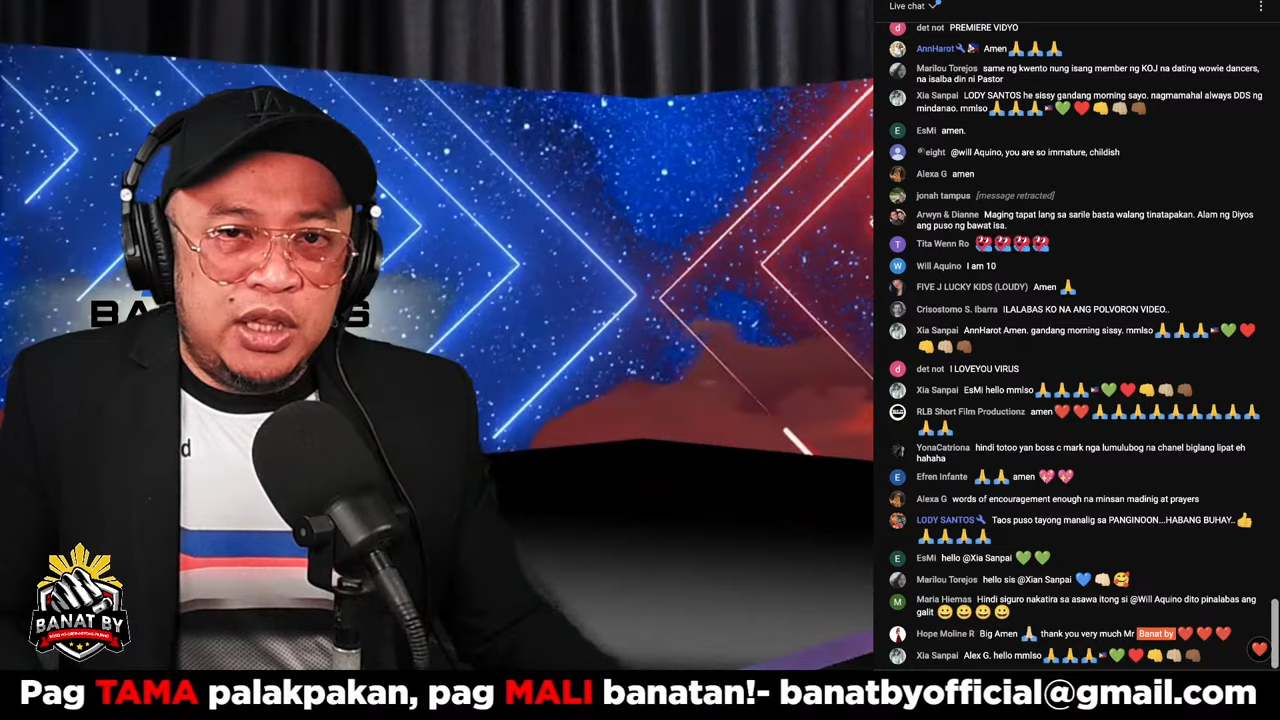 Live chat
det not PREMIERE VIDYO
AnnHarot Amen 🙏🙏🙏
Marilou Torejos same ng kwento nung isang member ng KOJ na dating wowie dancers,
na isalba din ni Pastor
Xia Sanpai LODY SANTOS he sissy gandang morning sayo. nagmamahal always DDS ng
mindanao. mmlso 🙏🙏🙏🇵🇭💚❤️👊👊🏼👊🏾
E EsMi amen.
eight @will Aquino, you are so immature, childish
Alexa G amen
jonah tampus [message retracted]
Arwyn & Dianne Maging tapat lang sa sarile basta walang tinatapakan. Alam ng Diyos
ang puso ng bawat isa.
T Tita Wenn Ro
W Will Aquino I am 10
FIVE J LUCKY KIDS (LOUDY) Amen 🙏
Crisostomo S. Ibarra ILALABAS KO NA ANG POLVORON VIDEO..
Xia Sanpai AnnHarot Amen. gandang morning sissy. mmlso 🙏🙏🙏🇵🇭💚❤️
👊👊🏼👊🏾
d det not I LOVEYOU VIRUS
Xia Sanpai EsMi hello mmlso 🙏🙏🙏🇵🇭💚❤️👊👊🏼👊🏾
RLB Short Film Productionz amen ❤️❤️🙏🙏🙏🙏🙏🙏🙏🙏🙏
🙏🙏
YonaCatriona hindi totoo yan boss c mark nga lumulubog na chanel biglang lipat eh
hahaha
E Efren Infante 🙏🙏 amen 💖💖
Alexa G words of encouragement enough na minsan madinig at prayers
LODY SANTOS Taos puso tayong manalig sa PANGINOON...HABANG BUHAY..👍
🙏🙏🙏🙏
E EsMi hello @Xia Sanpai 💚💚
Marilou Torejos hello sis @Xian Sanpai 💙👊🏻🥰
M Maria Hiemas Hindi siguro nakatira sa asawa itong si @Will Aquino dito pinalabas ang
galit 😀😀😀😀
Hope Moline R Big Amen 🙏 thank you very much Mr Banat by ❤️❤️❤️
Xia Sanpai Alex G. hello mmlso 🙏🙏🙏🇵🇭💚❤️👊👊🏼👊🏾
BANAT BY
Pag TAMA palakpakan, pag MALI banatan!- banatbyofficial@gmail.com